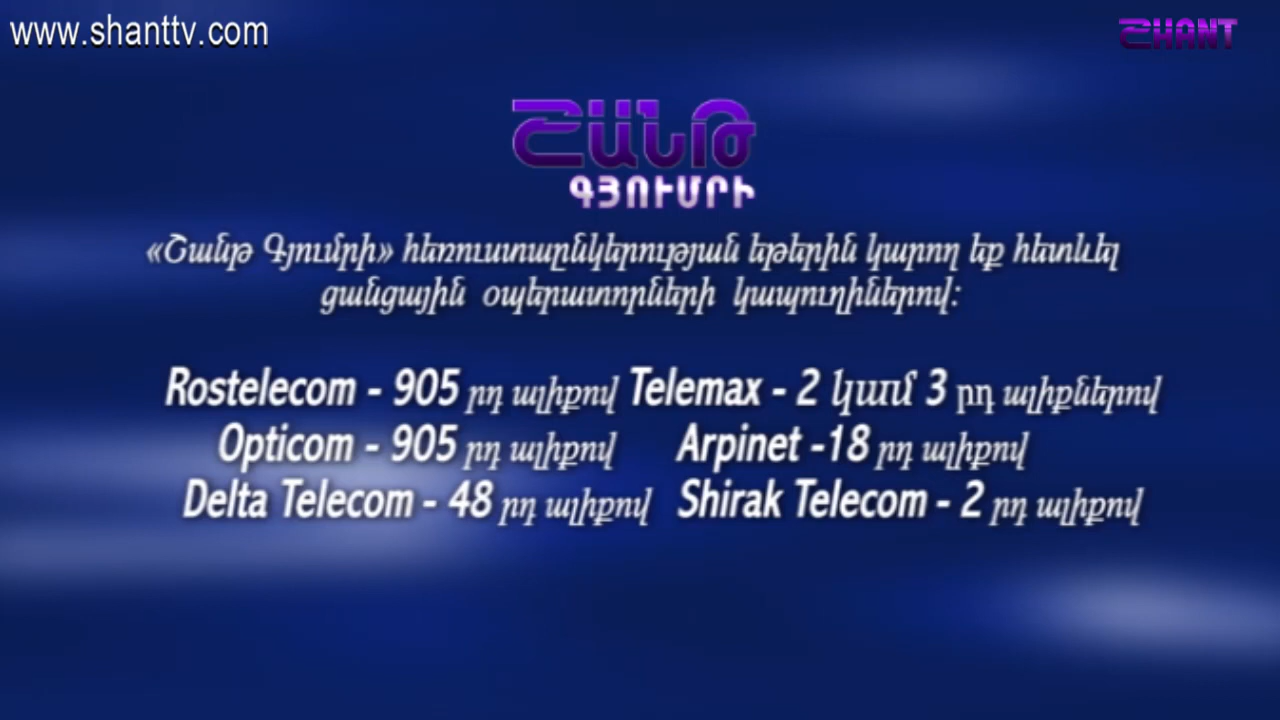 www.shanttv.com
SHANT
ՇԱՆԹ
ԳՅՈՒՄՐԻ
«Շանթ Գյումրի» հեռուստաընկերության եթերին կարող եք հետևել
ցանցային օպերատորների կապուղիներով:
Rostelecom - 905 րդ ալիքով Telemax - 2 կամ 3 րդ ալիքներով
Opticom - 905 րդ ալիքով Arpinet -18 րդ ալիքով
Delta Telecom - 48 րդ ալիքով Shirak Telecom - 2 րդ ալիքով